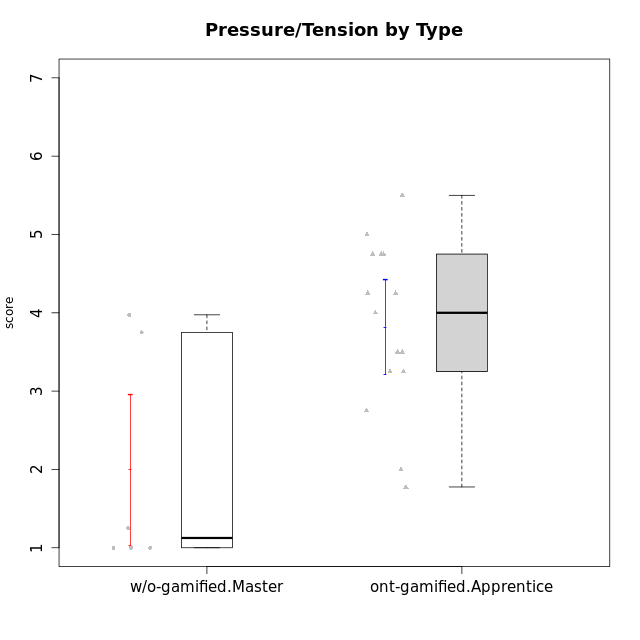 Pressure/Tension by Type
score
7
6
5
4
3
2
1
w/o-gamified.Master
ont-gamified.Apprentice